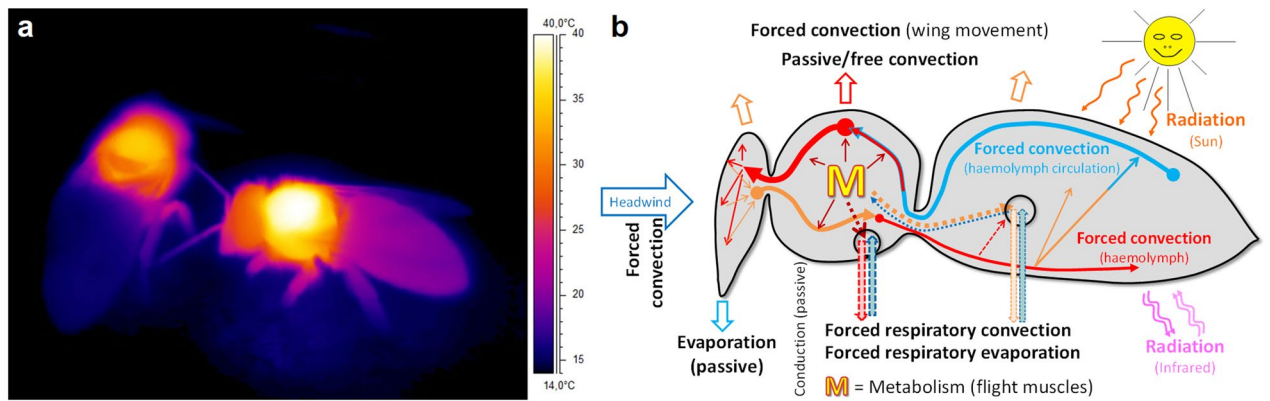 a
40,0°C
40
35
30
25
20
15
14,0°C
b
Forced convection (wing movement)
Passive/free convection
Radiation
(Sun)
Forced convection
(haemolymph circulation)
M
Headwind
Forced
convection
Forced convection
(haemolymph)
Evaporation
(passive)
Conduction (passive)
Forced respiratory convection
Forced respiratory evaporation
Radiation
(Infrared)
M = Metabolism (flight muscles)